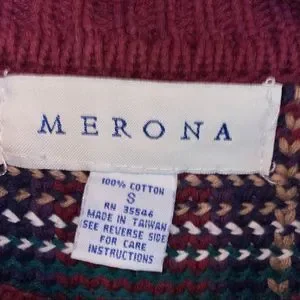 MERONA
100% COTTON
S
RN 35546
MADE IN TAIWAN
SEE REVERSE SIDE
FOR CARE
INSTRUCTIONS